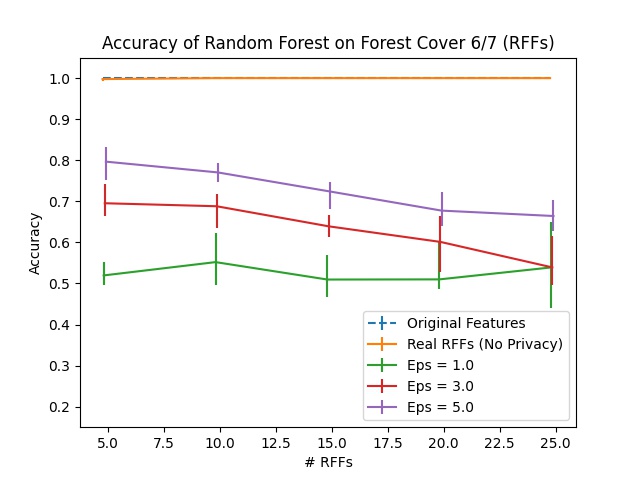 Accuracy of Random Forest on Forest Cover 6/7 (RFFs)
1.0
0.9
0.8
0.7
0.6
0.5
0.4
0.3
0.2
Accuracy
Original Features
Real RFFs (No Privacy)
Eps = 1.0
Eps = 3.0
Eps = 5.0
5.0 7.5 10.0 12.5 15.0 17.5 20.0 22.5 25.0
# RFFs